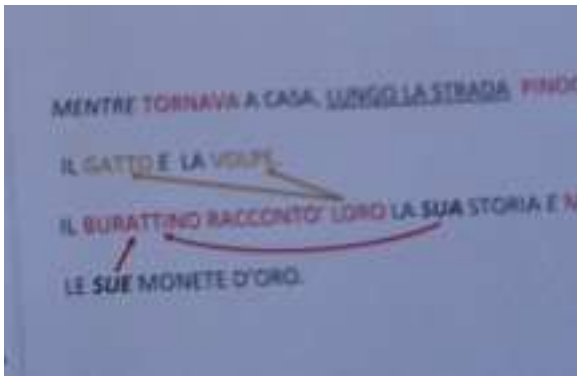 MENTRE TORNAVA A CASA, LUNGO LA STRADA PINOC
IL GATTO E LA VOLPE.
IL BURATTINO RACCONTO' LORO LA SUA STORIA E M
LE SUE MONETE D'ORO.